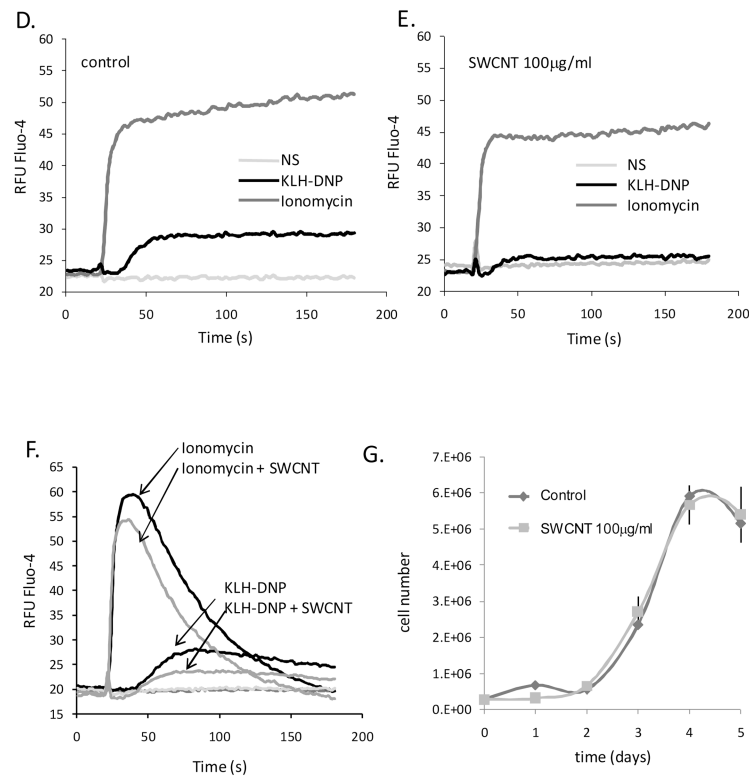 D.
control
RFU Fluo-4
60
55
50
45
40
35
30
25
20
NS
KLH-DNP
Ionomycin
0 50 100 150 200
Time (s)
E.
SWCNT 100µg/ml
RFU Fluo-4
60
55
50
45
40
35
30
25
20
NS
KLH-DNP
Ionomycin
0 50 100 150 200
Time (s)
F.
Ionomycin
Ionomycin + SWCNT
RFU Fluo-4
65
60
55
50
45
40
35
30
25
20
15
KLH-DNP
KLH-DNP + SWCNT
0 50 100 150 200
Time (s)
G.
cell number
7.E+06
6.E+06
5.E+06
4.E+06
3.E+06
2.E+06
1.E+06
0.E+00
Control
SWCNT 100µg/ml
0 1 2 3 4 5
time (days)